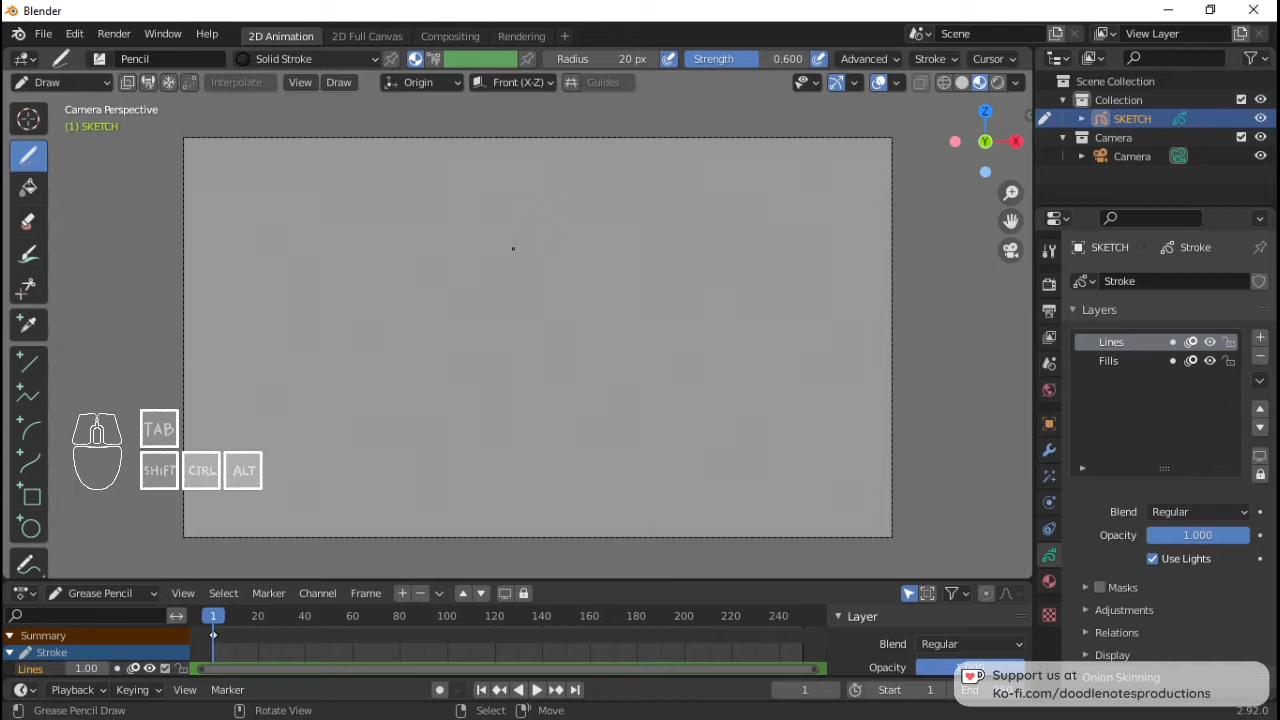 Blender
File Edit Render Window Help 2D Animation 2D Full Canvas Compositing Rendering + Scene View Layer
Pencil Solid Stroke Radius 20 px Strength 0.600 Advanced Stroke Cursor
Draw Interpolate View Draw Origin Front (X-Z) Guides
Camera Perspective
(1) SKETCH
Z
Y
X
Scene Collection
Collection
SKETCH
Camera
Camera
SKETCH Stroke
Stroke
Layers
Lines
Fills
Blend Regular
Opacity 1.000
Use Lights
Masks
Adjustments
Relations
Display
Onion Skinning
TAB
SHIFT CTRL ALT
Grease Pencil View Select Marker Channel Frame
1 20 40 60 80 100 120 140 160 180 200 220 240
Summary
Stroke
Lines 1.00
Layer
Blend Regular
Opacity
Playback Keying View Marker 1 Start 1 End
Support us at
Ko-fi.com/doodlenotesproductions
Grease Pencil Draw Rotate View Select Move 2.92.0